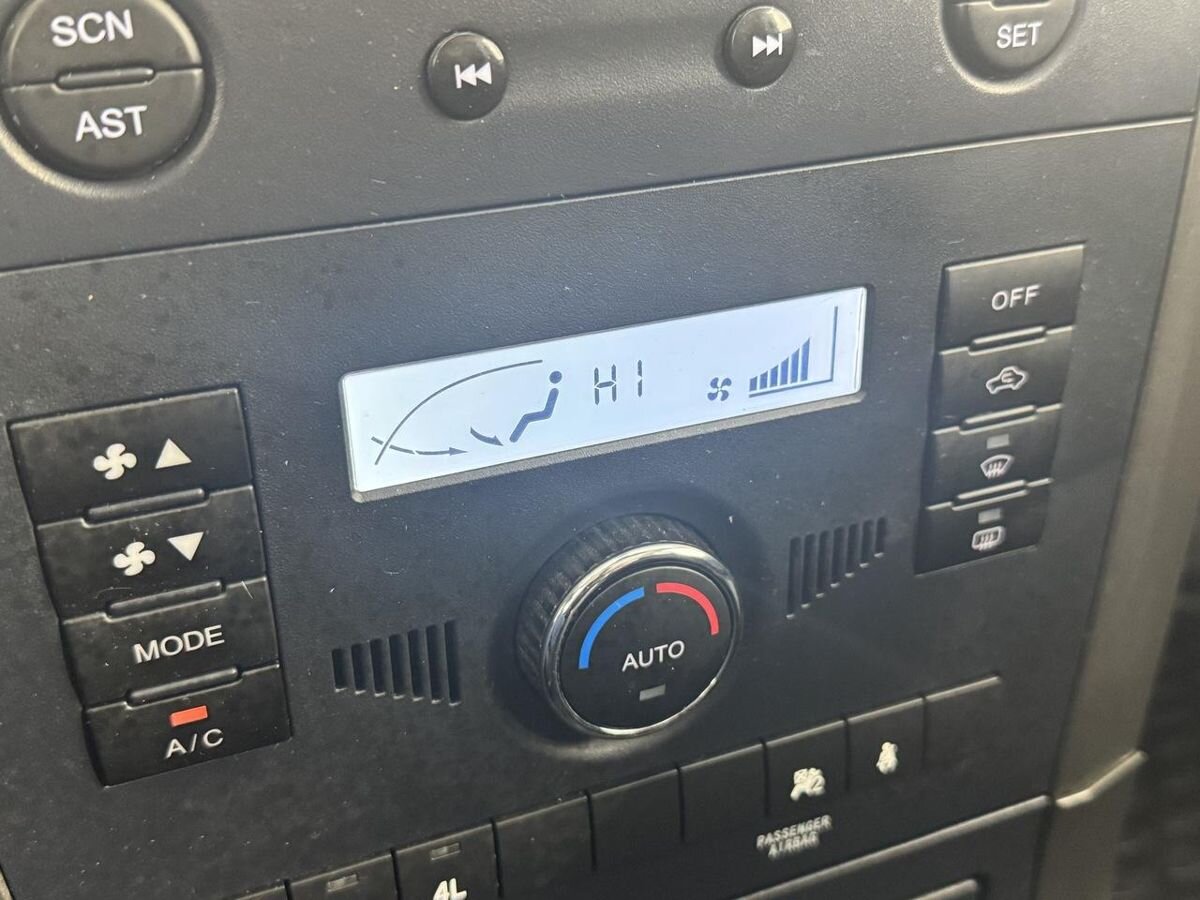 SCN
AST
SET
HI
OFF
MODE
A/C
AUTO
PASSENGER
AIRBAG
4L